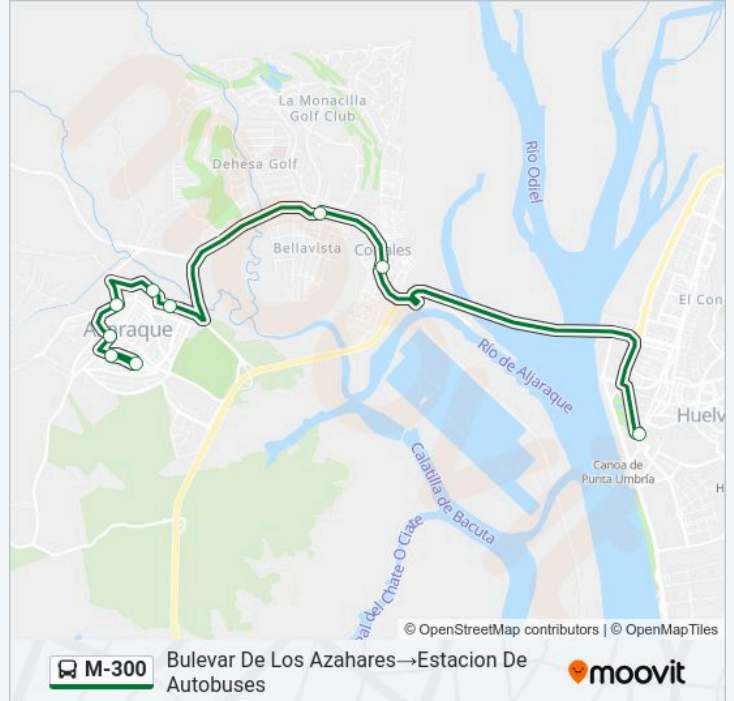 La Monacilla
Golf Club
Dehesa Golf
Río Odiel
Bellavista
El Con
Río de Aljaraque
Huelv
Canoa de
Punta Umbría
H
Calatilla de Bacuta
al del Chate O Clate
© OpenStreetMap contributors | © OpenMapTiles
M-300
Bulevar De Los Azahares→Estacion De
Autobuses
moovit